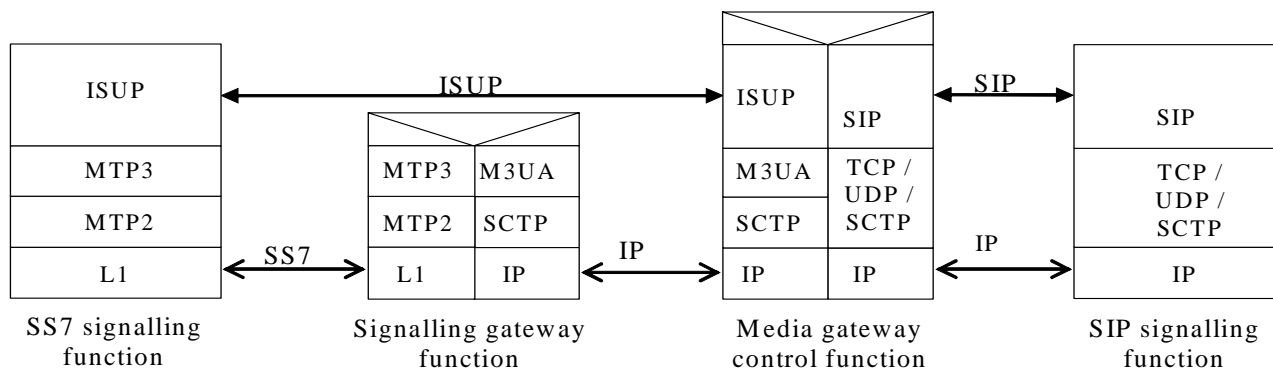 ISUP
MTP3
MTP2
L1
SS7 signalling
function
ISUP
SS7
MTP3
M3UA
MTP2
SCTP
L1
IP
Signalling gateway
function
IP
ISUP
SIP
M3UA
SCTP
TCP /
UDP /
SCTP
IP
IP
Media gateway
control function
SIP
IP
SIP
TCP /
UDP /
SCTP
IP
SIP signalling
function